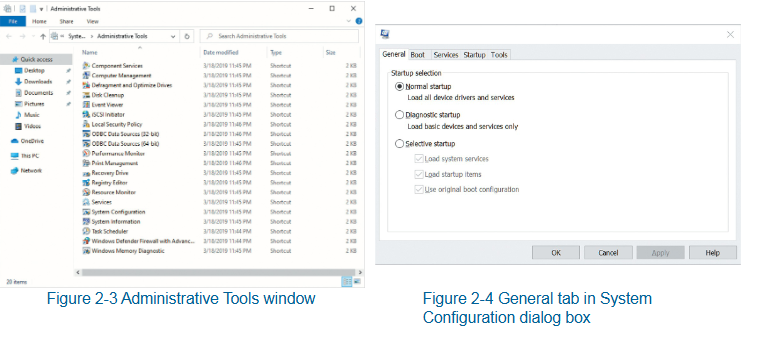 Administrative Tools
File Home Share View
« Syste... › Administrative Tools
Search Administrative Tools
Name Date modified Type Size
Quick access
Desktop
Downloads
Documents
Pictures
Music
Videos
OneDrive
This PC
Network
Component Services 3/18/2019 11:45 PM Shortcut 2 KB
Computer Management 3/18/2019 11:45 PM Shortcut 2 KB
Defragment and Optimize Drives 3/18/2019 11:45 PM Shortcut 2 KB
Disk Cleanup 3/18/2019 11:45 PM Shortcut 2 KB
Event Viewer 3/18/2019 11:45 PM Shortcut 2 KB
iSCSI Initiator 3/18/2019 11:45 PM Shortcut 2 KB
Local Security Policy 3/18/2019 11:46 PM Shortcut 2 KB
ODBC Data Sources (32 bit) 3/18/2019 11:45 PM Shortcut 2 KB
ODBC Data Sources (64 bit) 3/18/2019 11:45 PM Shortcut 2 KB
Performance Monitor 3/18/2019 11:45 PM Shortcut 2 KB
Print Management 3/18/2019 11:46 PM Shortcut 2 KB
Recovery Drive 3/18/2019 11:45 PM Shortcut 2 KB
Registry Editor 3/18/2019 11:45 PM Shortcut 2 KB
Resource Monitor 3/18/2019 11:45 PM Shortcut 2 KB
Services 3/18/2019 11:45 PM Shortcut 2 KB
System Configuration 3/18/2019 11:45 PM Shortcut 2 KB
System Information 3/18/2019 11:45 PM Shortcut 2 KB
Task Scheduler 3/18/2019 11:44 PM Shortcut 2 KB
Windows Defender Firewall with Advanc... 3/18/2019 11:44 PM Shortcut 2 KB
Windows Memory Diagnostic 3/18/2019 11:45 PM Shortcut 2 KB
20 items
Figure 2-3 Administrative Tools window
General Boot Services Startup Tools
Startup selection
Normal startup
Load all device drivers and services
Diagnostic startup
Load basic devices and services only
Selective startup
Load system services
Load startup items
Use original boot configuration
OK Cancel Apply Help
Figure 2-4 General tab in System
Configuration dialog box